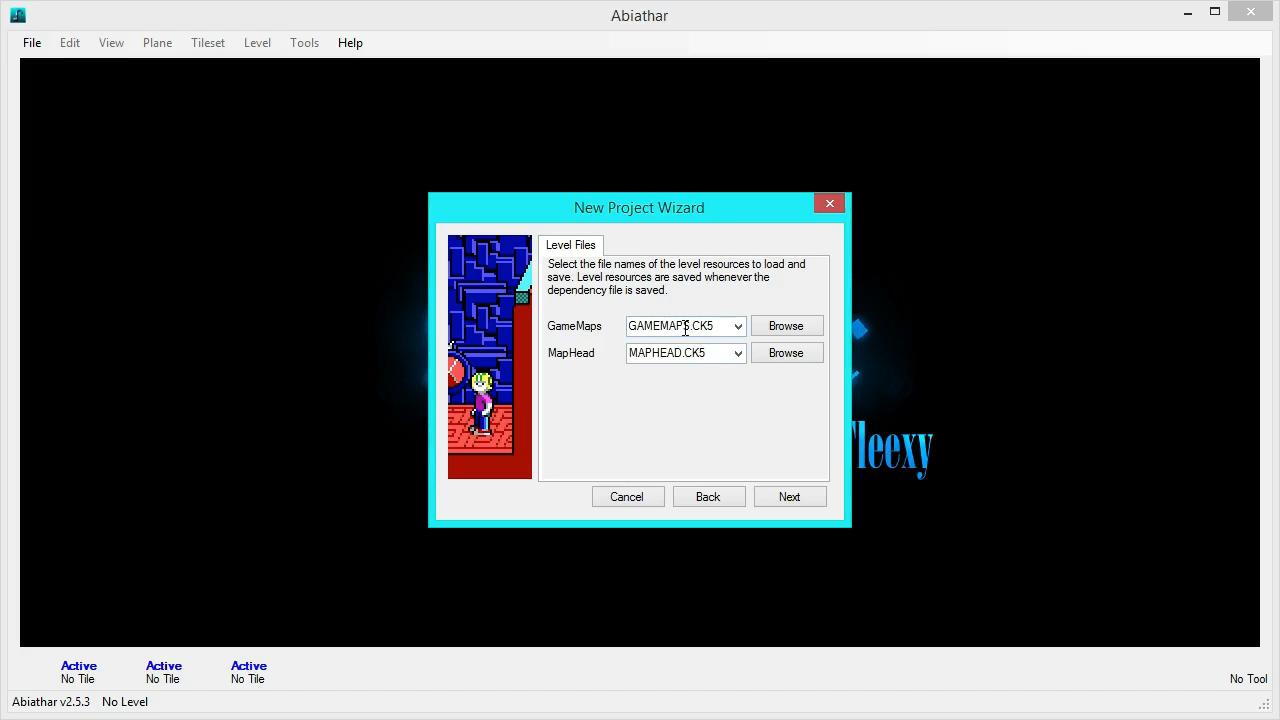 Abiathar
File Edit View Plane Tileset Level Tools Help
New Project Wizard
Level Files
Select the file names of the level resources to load and
save. Level resources are saved whenever the
dependency file is saved.
GameMaps GAMEMAPS.CK5 Browse
MapHead MAPHEAD.CK5 Browse
Fleexy
Cancel Back Next
Active Active Active
No Tile No Tile No Tile No Tool
Abiathar v2.5.3 No Level